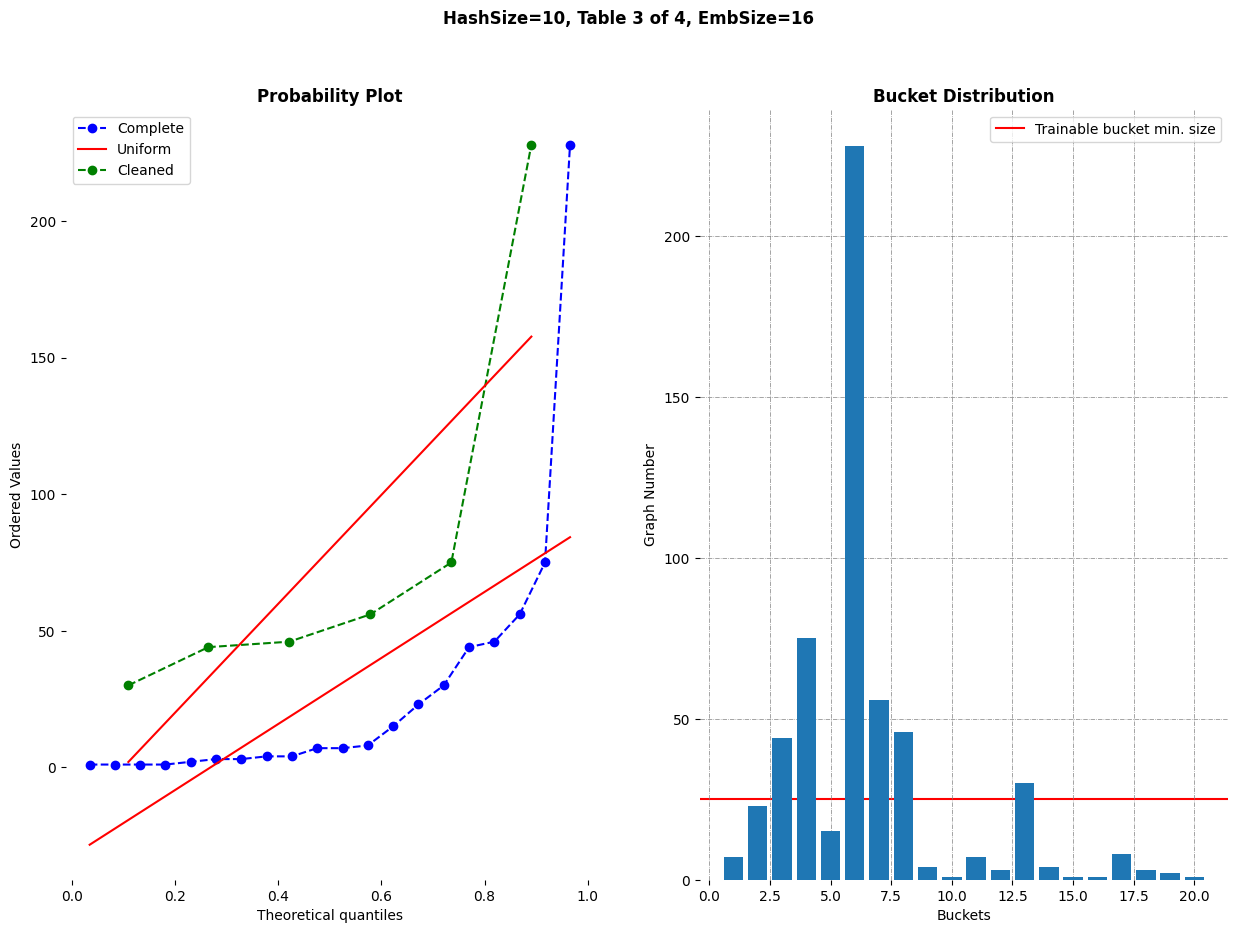 HashSize=10, Table 3 of 4, EmbSize=16
Probability Plot
Complete
Uniform
Cleaned
200
150
100
50
0
Ordered Values
0.0 0.2 0.4 0.6 0.8 1.0
Theoretical quantiles
Bucket Distribution
Trainable bucket min. size
200
150
100
50
0
Graph Number
0.0 2.5 5.0 7.5 10.0 12.5 15.0 17.5 20.0
Buckets